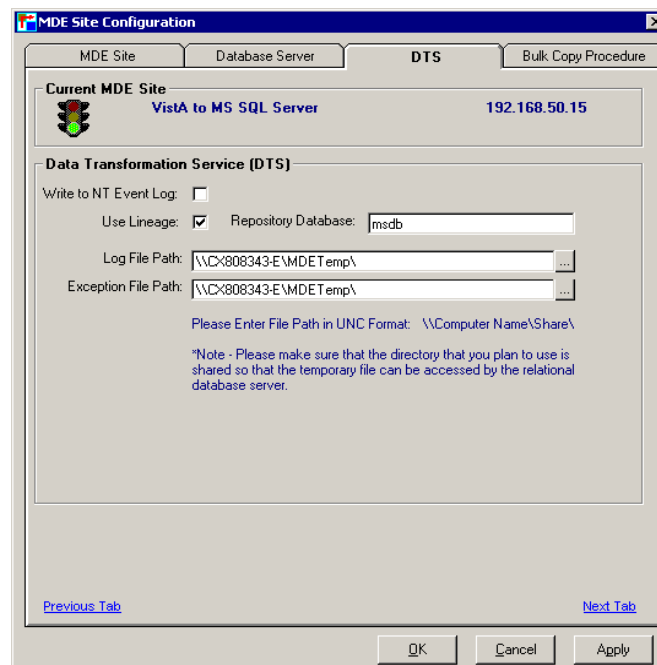 MDE Site Configuration
MDE Site
Database Server
DTS
Bulk Copy Procedure
Current MDE Site
VistA to MS SQL Server 192.168.50.15
Data Transformation Service (DTS)
Write to NT Event Log:
Use Lineage: Repository Database: msdb
Log File Path: \\CX808343-E\MDETemp\ ...
Exception File Path: \\CX808343-E\MDETemp\ ...
Please Enter File Path in UNC Format: \\Computer Name\Share\
*Note - Please make sure that the directory that you plan to use is
shared so that the temporary file can be accessed by the relational
database server.
Previous Tab Next Tab
OK Cancel Apply